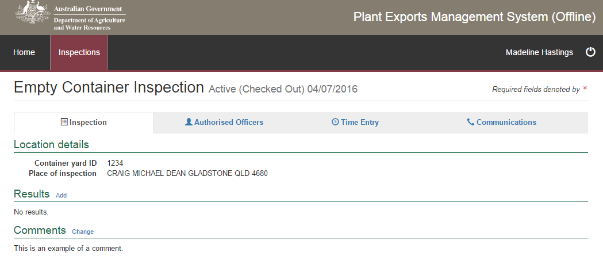 Australian Government
Department of Agriculture
and Water Resources
Plant Exports Management System (Offline)
Home
Inspections
Madeline Hastings
Empty Container Inspection Active (Checked Out) 04/07/2016
Required fields denoted by *
Inspection
Authorised Officers
Time Entry
Communications
Location details
Container yard ID 1234
Place of inspection CRAIG MICHAEL DEAN GLADSTONE QLD 4680
Results Add
No results.
Comments Change
This is an example of a comment.